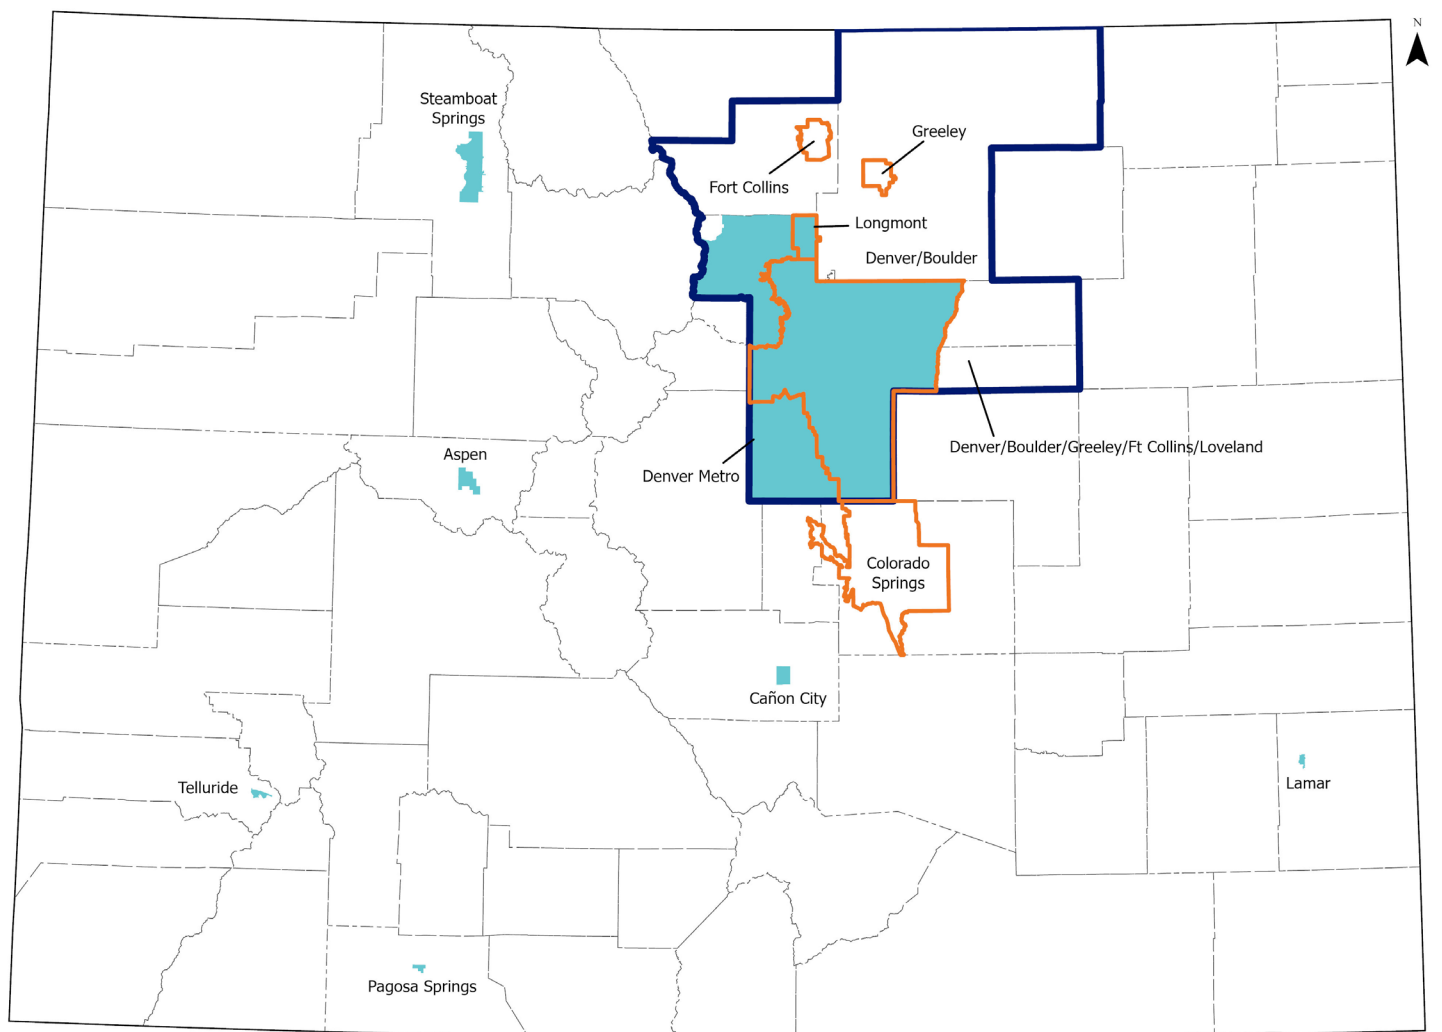 N
Steamboat
Springs
Greeley
Fort Collins
Longmont
Denver/Boulder
Denver/Boulder/Greeley/Ft Collins/Loveland
Aspen
Denver Metro
Colorado
Springs
Cañon City
Telluride
Lamar
Pagosa Springs